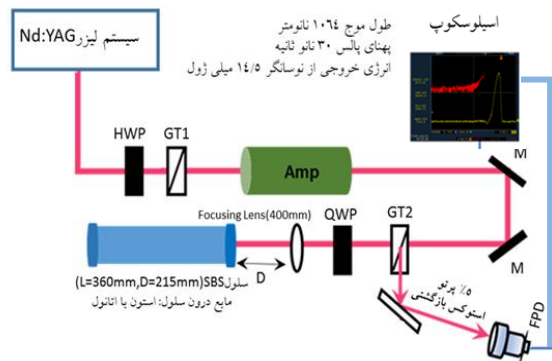 سیستم لیزر Nd:YAG
طول موج ۱۰۶۴ نانومتر
پهنای پالس ۳۰ نانو ثانیه
انرژی خروجی از نوسانگر ۱۴/۵ میلی ژول
اسیلوسکوپ
HWP
GT1
Amp
M
Focusing Lens(400mm)
QWP
GT2
M
D
سلول SBS(L=360mm,D=215mm)
مایع درون سلول: استون یا اتانول
۵٪ پرتو
استوکس بازگشتی
FPD